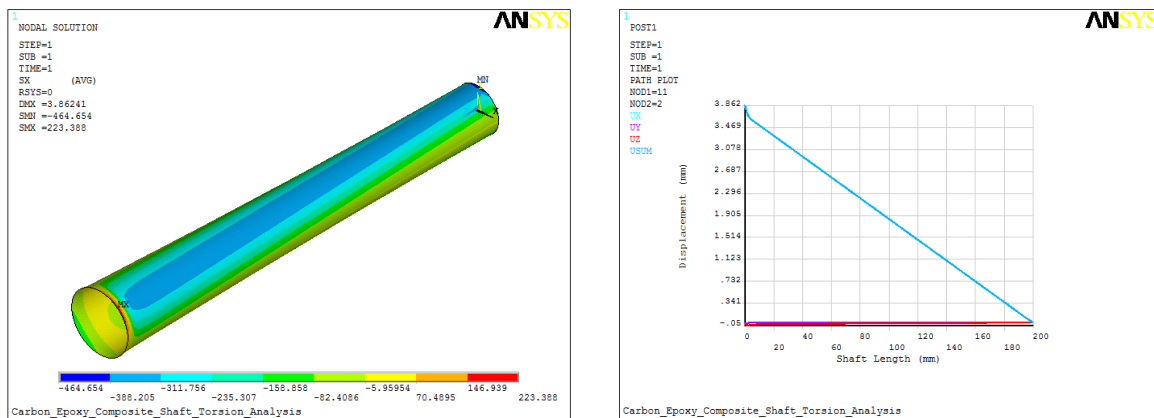 1
ANSYS
NODAL SOLUTION
STEP=1
SUB =1
TIME=1
SX (AVG)
RSYS=0
DMX =3.86241
SMN =-464.654
SMX =223.388
MN
X
MX
-464.654 -311.756 -158.858 -5.95954 146.939
-388.205 -235.307 -82.4086 70.4895 223.388
Carbon_Epoxy_Composite_Shaft_Torsion_Analysis
1
ANSYS
POST1
STEP=1
SUB =1
TIME=1
PATH PLOT
NOD1=11
NOD2=2
UX
UY
UZ
USUM
3.862
3.469
3.078
2.687
2.296
1.905
1.514
1.123
.732
.341
-.05
Displacement (mm)
0 20 40 60 80 100 120 140 160 180 200
Shaft Length (mm)
Carbon_Epoxy_Composite_Shaft_Torsion_Analysis